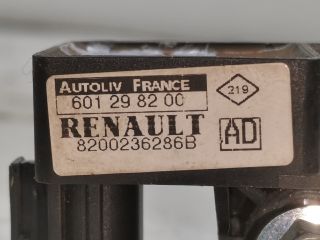 AUTOLIV FRANCE
601 29 82 00
219
RENAULT
AD
8200236286B